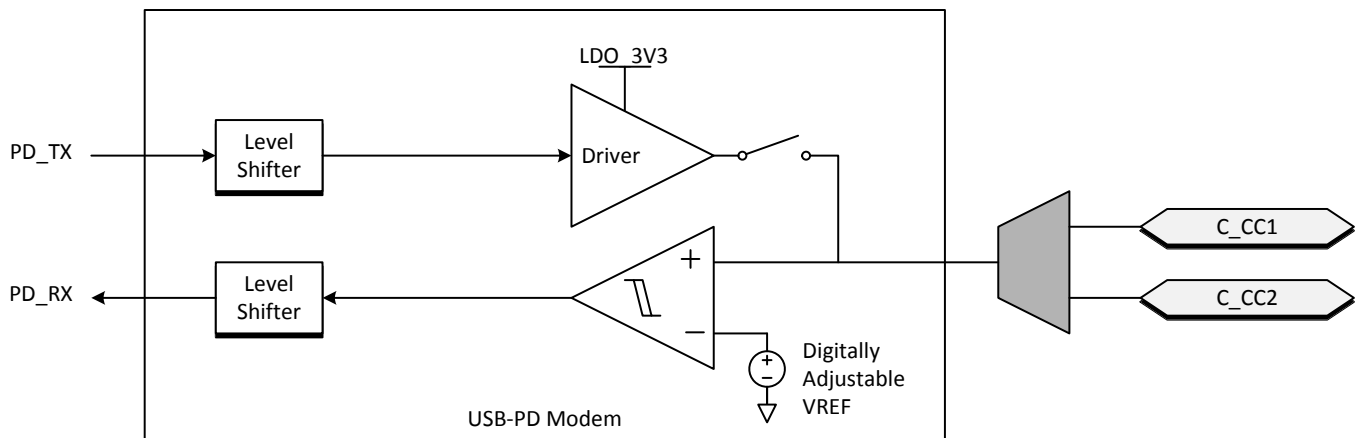 LDO_3V3
PD_TX
Level
Shifter
Driver
C_CC1
PD_RX
Level
Shifter
+
−
C_CC2
+
−
Digitally
Adjustable
VREF
USB-PD Modem